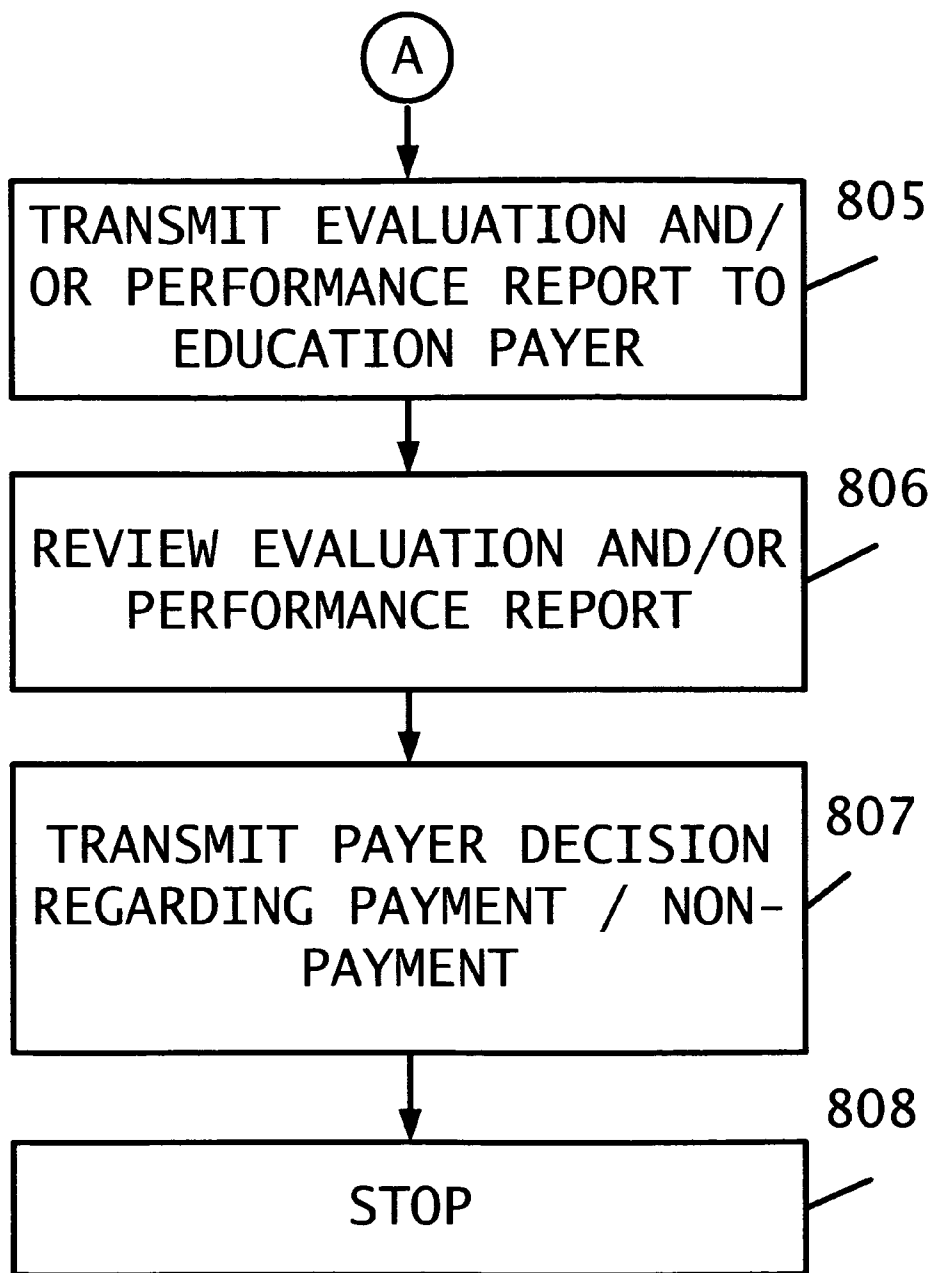 A
805
TRANSMIT EVALUATION AND/
OR PERFORMANCE REPORT TO
EDUCATION PAYER
806
REVIEW EVALUATION AND/OR
PERFORMANCE REPORT
807
TRANSMIT PAYER DECISION
REGARDING PAYMENT / NON-
PAYMENT
808
STOP